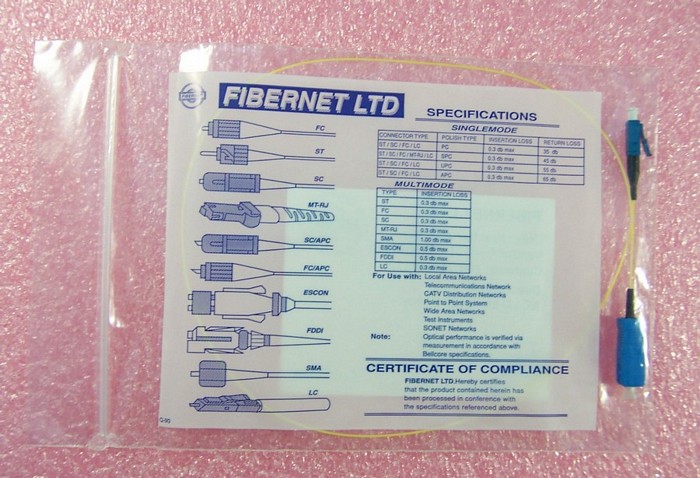 FIBERNET LTD
SPECIFICATIONS
SINGLEMODE
CONNECTOR TYPE POLISH TYPE INSERTION LOSS RETURN LOSS
ST / SC / FC / LC PC 0.3 db max 35 db
ST / SC / FC / MT-RJ / LC SPC 0.3 db max 45 db
ST / SC / FC / LC UPC 0.3 db max 55 db
ST / SC / FC / LC APC 0.3 db max 65 db
MULTIMODE
TYPE INSERTION LOSS
ST 0.3 db max
FC 0.3 db max
SC 0.3 db max
MT-RJ 0.3 db max
SMA 1.00 db max
ESCON 0.5 db max
FDDI 0.5 db max
LC 0.3 db max
FC
ST
SC
MT-RJ
SC/APC
FC/APC
ESCON
FDDI
SMA
LC
For Use with: Local Area Networks
Telecommunications Network
CATV Distribution Networks
Point to Point System
Wide Area Networks
Test Instruments
SONET Networks
Note: Optical performance is verified via
measurement in accordance with
Bellcore specifications.
CERTIFICATE OF COMPLIANCE
FIBERNET LTD.Hereby certifies
that the product contained herein has
been processed in conference with
the specifications referenced above.